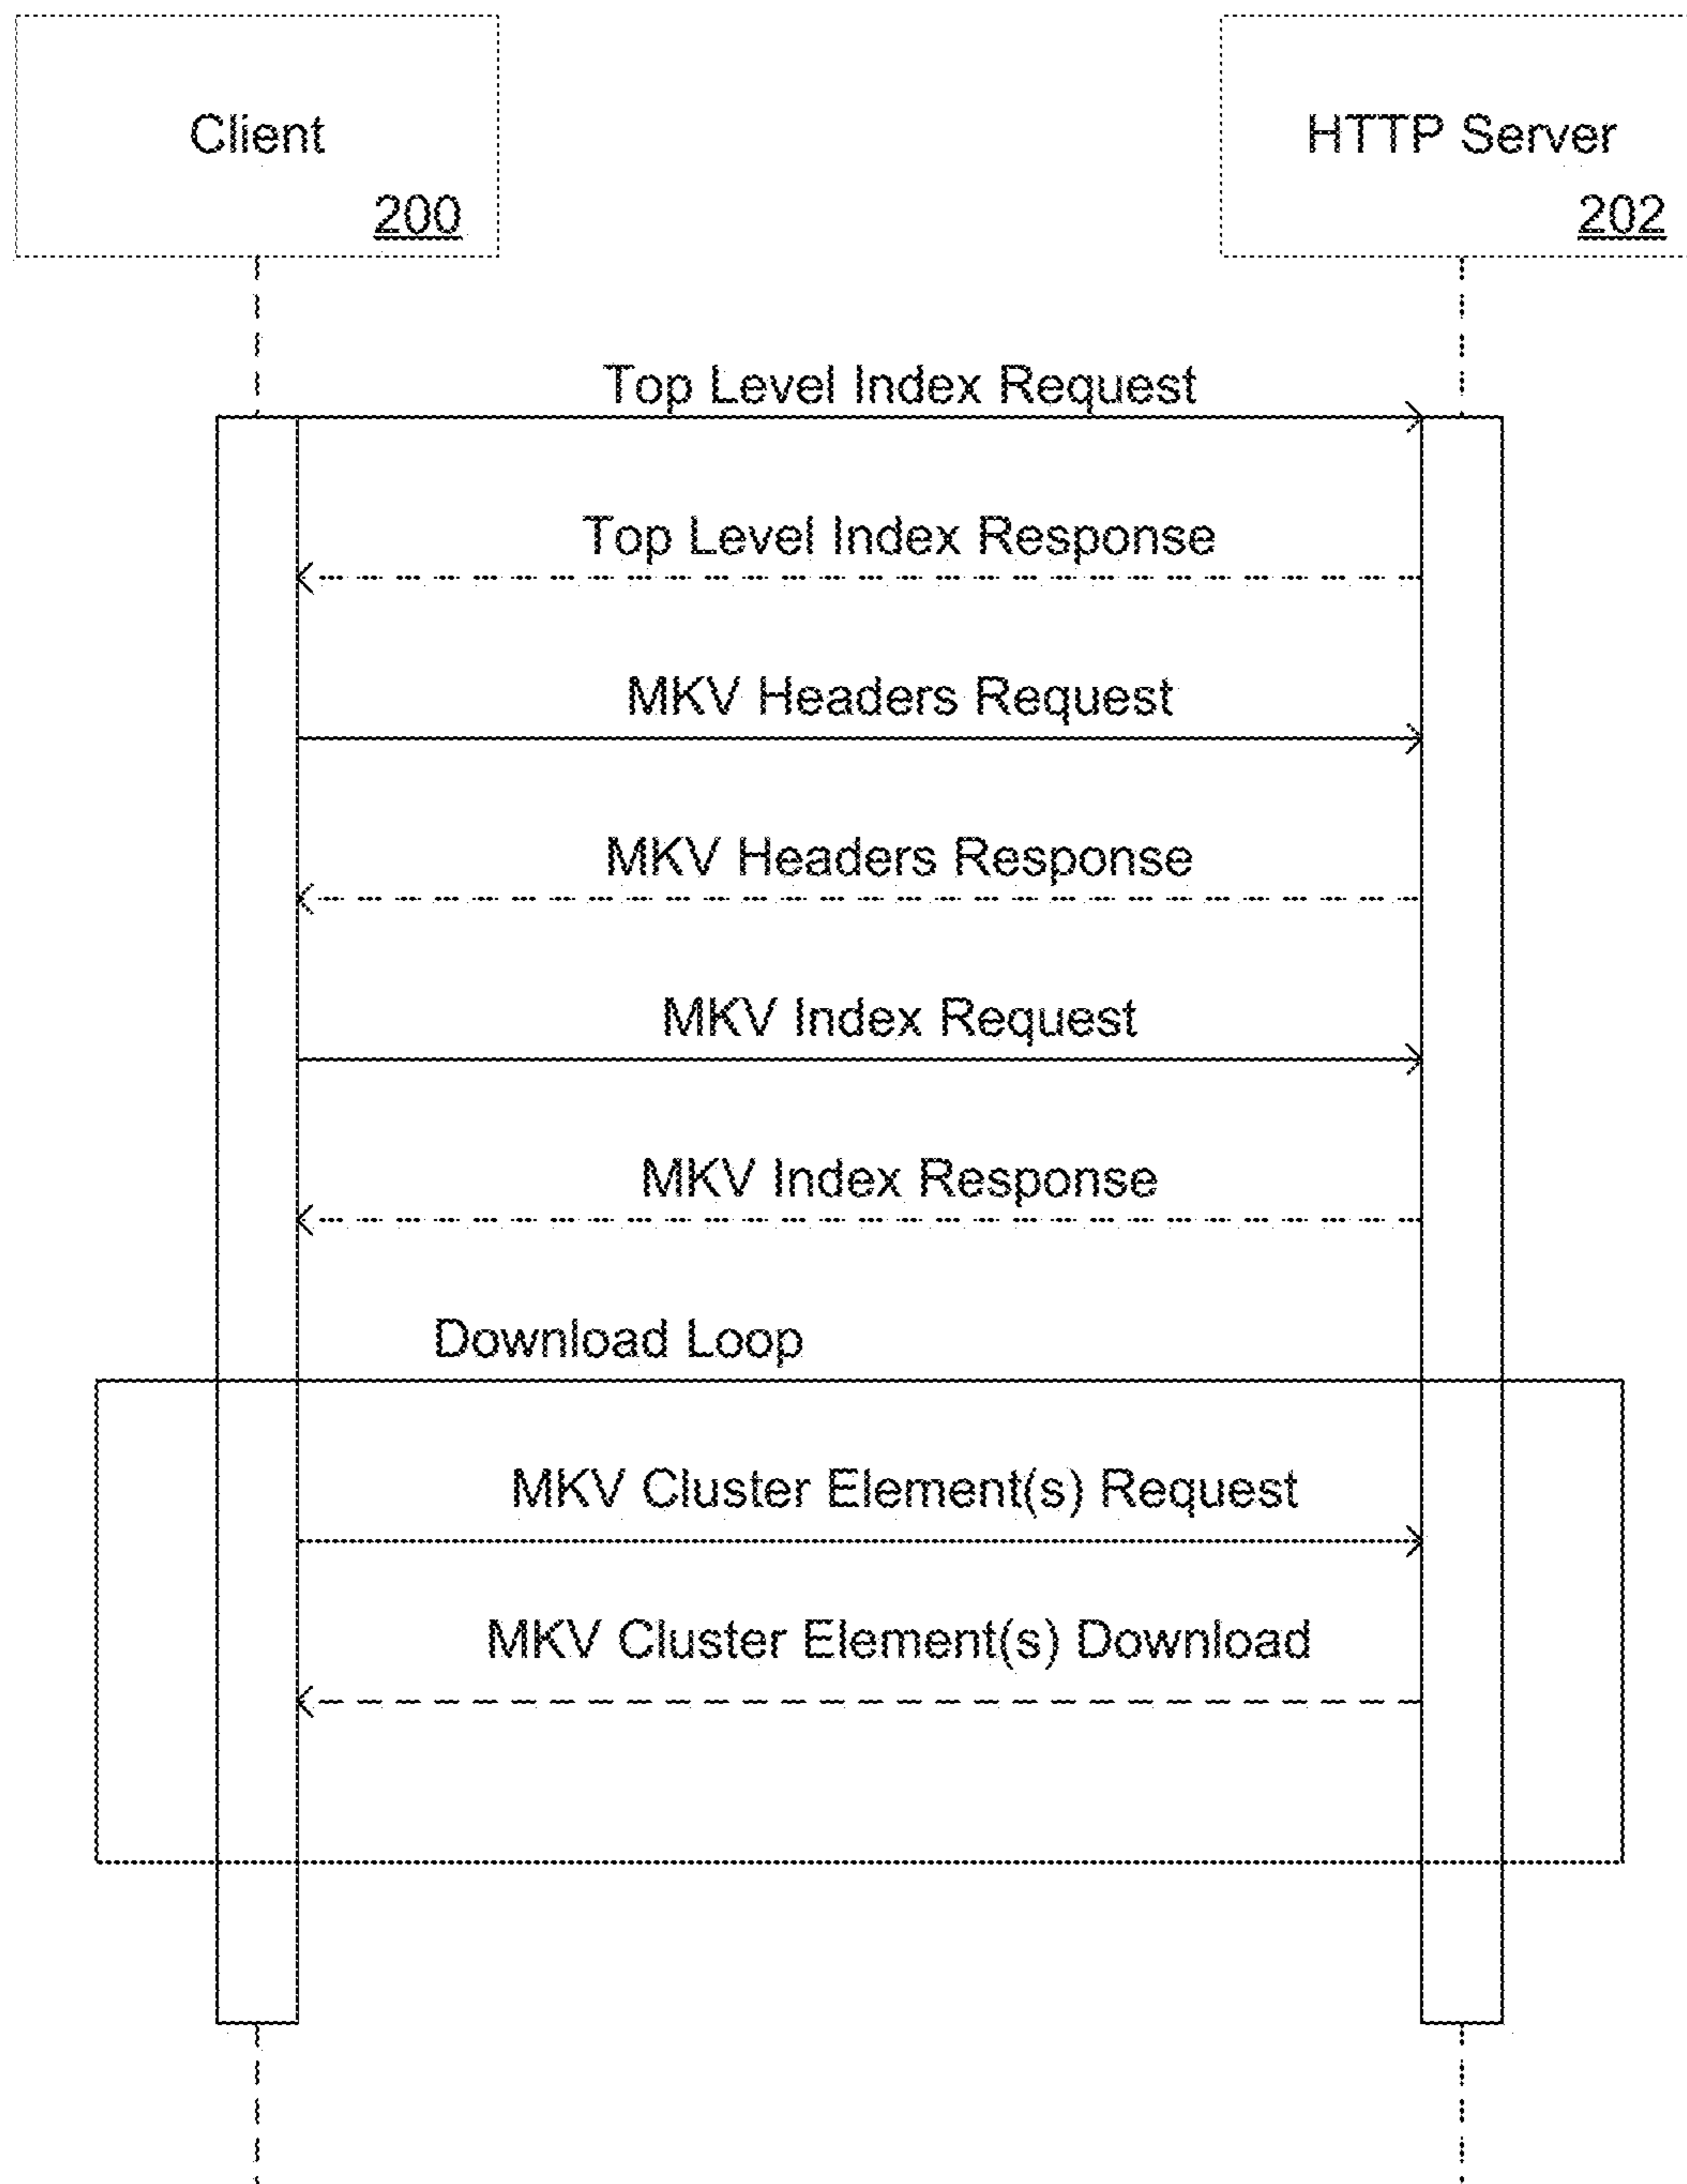 Client
200
HTTP Server
202
Top Level Index Request
Top Level Index Response
MKV Headers Request
MKV Headers Response
MKV Index Request
MKV Index Response
Download Loop
MKV Cluster Element(s) Request
MKV Cluster Element(s) Download